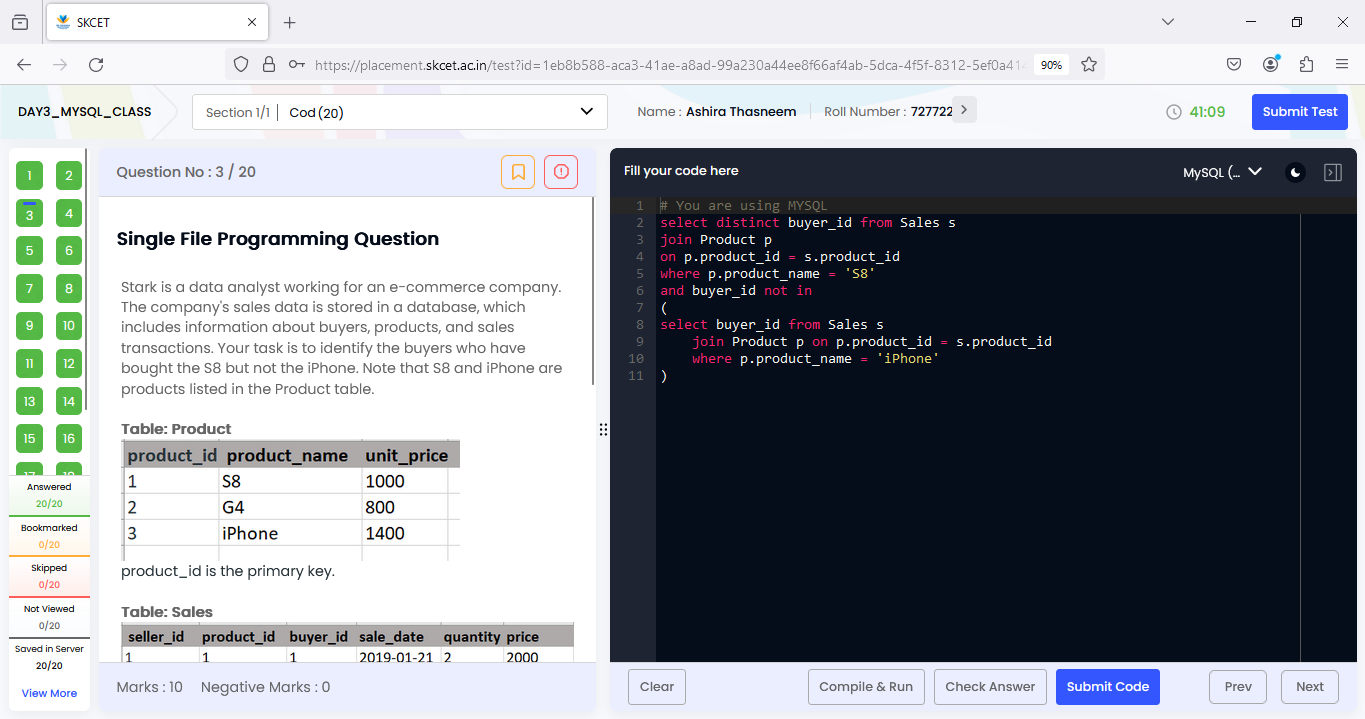 SKCET
https://placement.skcet.ac.in/test?id=1eb8b588-aca3-41ae-a8ad-99a230a44ee8f66af4ab-5dca-4f5f-8312-5ef0a41
90%
DAY3_MYSQL_CLASS
Section 1/1 | Cod (20)
Name : Ashira Thasneem
Roll Number : 727722
41:09
Submit Test
1 2
3 4
5 6
7 8
9 10
11 12
13 14
15 16
Answered
20/20
Bookmarked
0/20
Skipped
0/20
Not Viewed
0/20
Saved in Server
20/20
View More
Question No : 3 / 20
Single File Programming Question
Stark is a data analyst working for an e-commerce company.
The company's sales data is stored in a database, which
includes information about buyers, products, and sales
transactions. Your task is to identify the buyers who have
bought the S8 but not the iPhone. Note that S8 and iPhone are
products listed in the Product table.
Table: Product
product_id product_name unit_price
1 S8 1000
2 G4 800
3 iPhone 1400
product_id is the primary key.
Table: Sales
seller_id product_id buyer_id sale_date quantity price
1 1 1 2019-01-21 2 2000
Marks : 10 Negative Marks : 0
Fill your code here
MySQL (...
1 # You are using MYSQL
2 select distinct buyer_id from Sales s
3 join Product p
4 on p.product_id = s.product_id
5 where p.product_name = 'S8'
6 and buyer_id not in
7 (
8 select buyer_id from Sales s
9 join Product p on p.product_id = s.product_id
10 where p.product_name = 'iPhone'
11 )
Clear
Compile & Run
Check Answer
Submit Code
Prev
Next